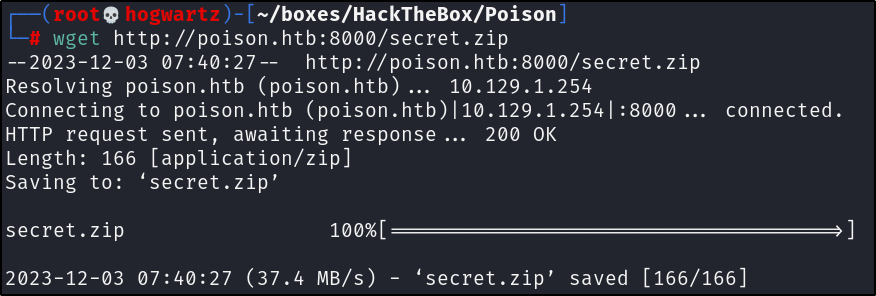 ┌──(root💀hogwartz)-[~/boxes/HackTheBox/Poison]
└─# wget http://poison.htb:8000/secret.zip
--2023-12-03 07:40:27--  http://poison.htb:8000/secret.zip
Resolving poison.htb (poison.htb)... 10.129.1.254
Connecting to poison.htb (poison.htb)|10.129.1.254|:8000... connected.
HTTP request sent, awaiting response... 200 OK
Length: 166 [application/zip]
Saving to: ‘secret.zip’
secret.zip                 100%[======================================>]
2023-12-03 07:40:27 (37.4 MB/s) - ‘secret.zip’ saved [166/166]